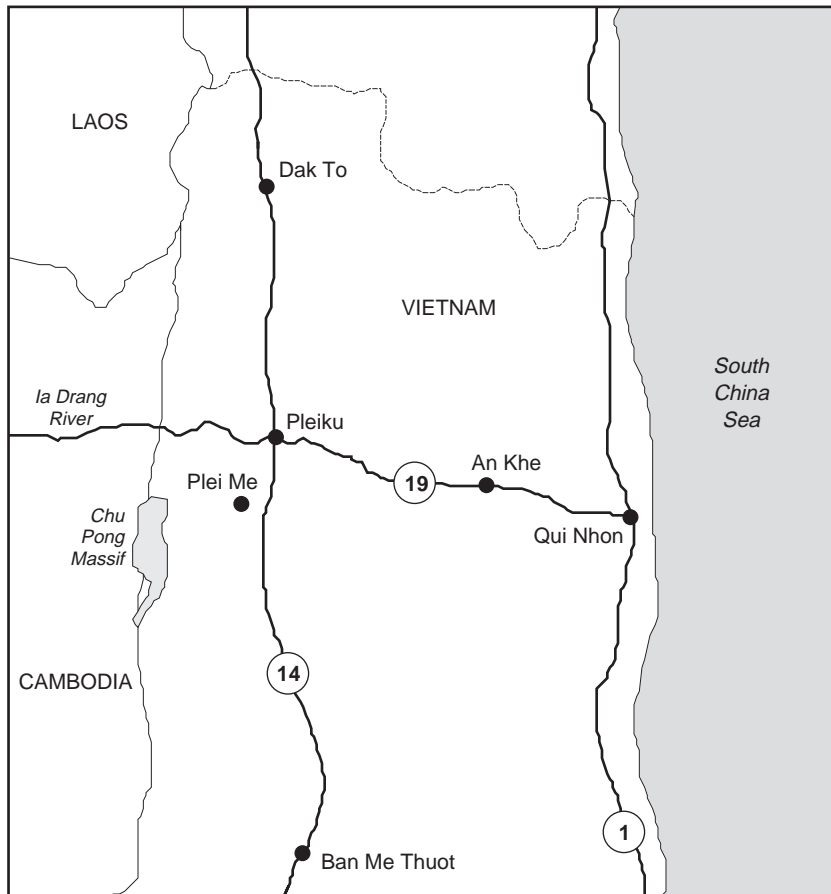 LAOS
Dak To
VIETNAM
South
China
Sea
Ia Drang
River
Pleiku
An Khe
Plei Me
19
Chu
Pong
Massif
Qui Nhon
14
CAMBODIA
1
Ban Me Thuot